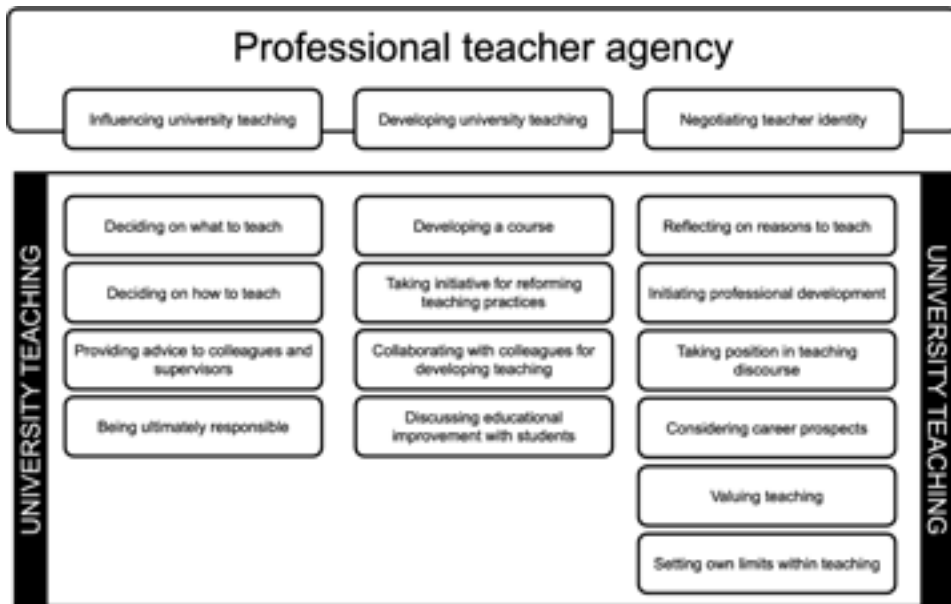 Professional teacher agency
Influencing university teaching
Developing university teaching
Negotiating teacher identity
UNIVERSITY TEACHING
Deciding on what to teach
Deciding on how to teach
Providing advice to colleagues and
supervisors
Being ultimately responsible
Developing a course
Taking initiative for reforming
teaching practices
Collaborating with colleagues for
developing teaching
Discussing educational
improvement with students
Reflecting on reasons to teach
Initiating professional development
Taking position in teaching
discourse
Considering career prospects
Valuing teaching
Setting own limits within teaching
UNIVERSITY TEACHING